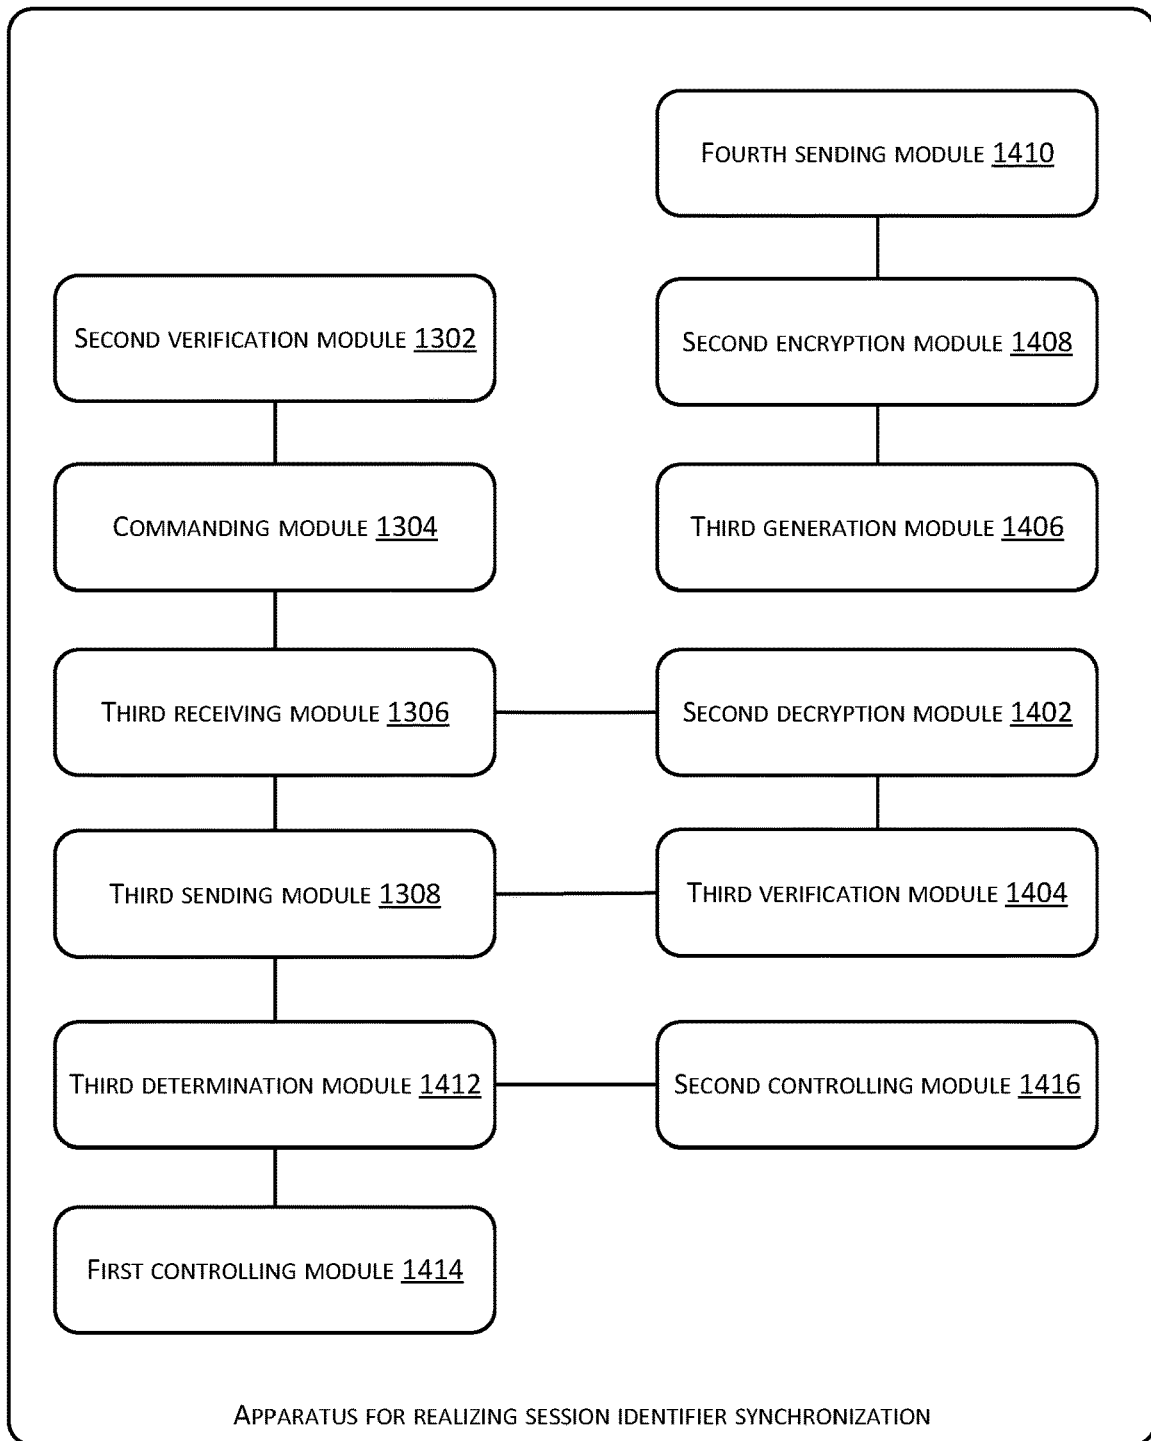 FOURTH SENDING MODULE 1410
SECOND VERIFICATION MODULE 1302
SECOND ENCRYPTION MODULE 1408
COMMANDING MODULE 1304
THIRD GENERATION MODULE 1406
THIRD RECEIVING MODULE 1306
SECOND DECRYPTION MODULE 1402
THIRD SENDING MODULE 1308
THIRD VERIFICATION MODULE 1404
THIRD DETERMINATION MODULE 1412
SECOND CONTROLLING MODULE 1416
FIRST CONTROLLING MODULE 1414
APPARATUS FOR REALIZING SESSION IDENTIFIER SYNCHRONIZATION